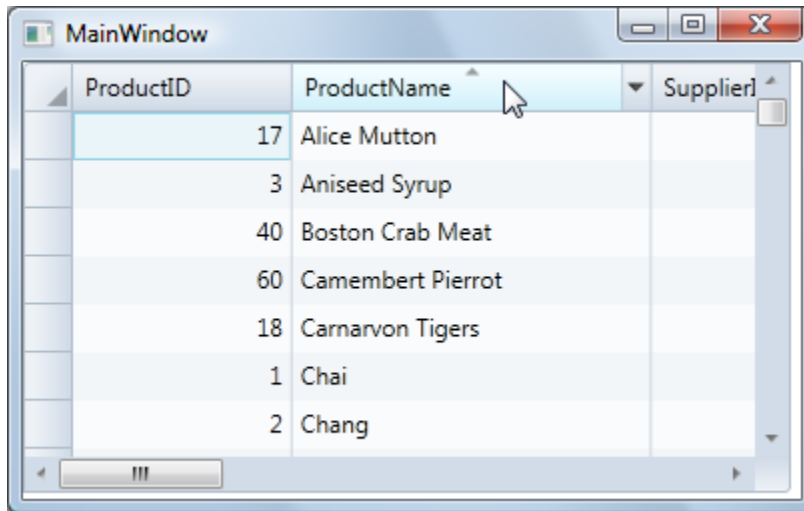 MainWindow
ProductID ProductName SupplierI
17 Alice Mutton
3 Aniseed Syrup
40 Boston Crab Meat
60 Camembert Pierrot
18 Carnarvon Tigers
1 Chai
2 Chang